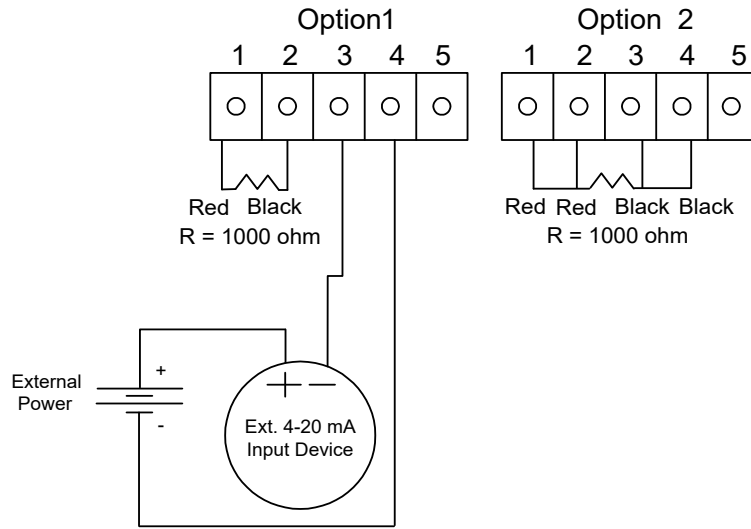 Option1
1 2 3 4 5
Red Black
R = 1000 ohm
Option 2
1 2 3 4 5
Red Red Black Black
R = 1000 ohm
External
Power
+
-
+ −
Ext. 4-20 mA
Input Device